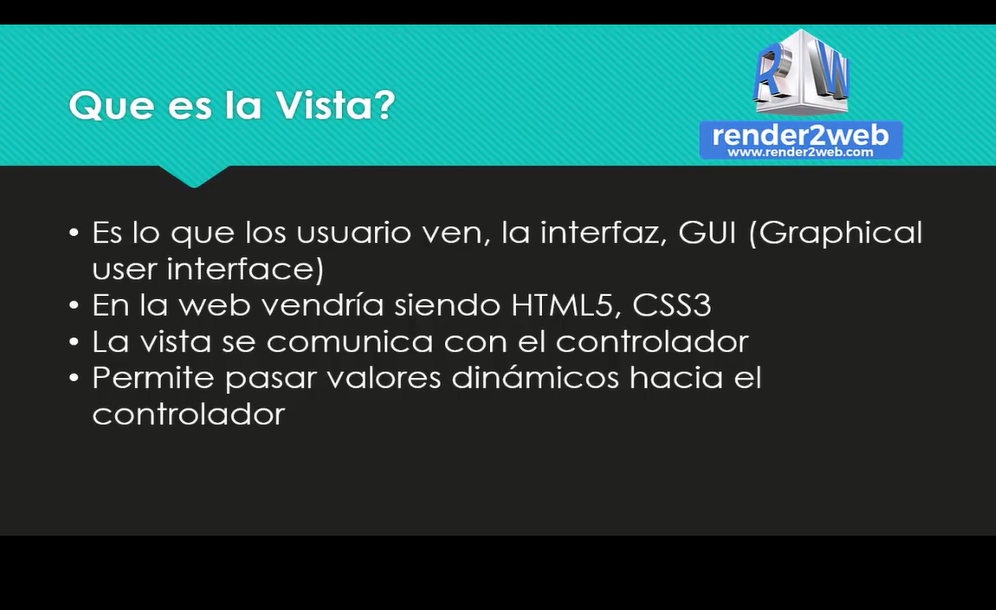 Que es la Vista?
R W
render2web
www.render2web.com
• Es lo que los usuario ven, la interfaz, GUI (Graphical
user interface)
• En la web vendría siendo HTML5, CSS3
• La vista se comunica con el controlador
• Permite pasar valores dinámicos hacia el
controlador